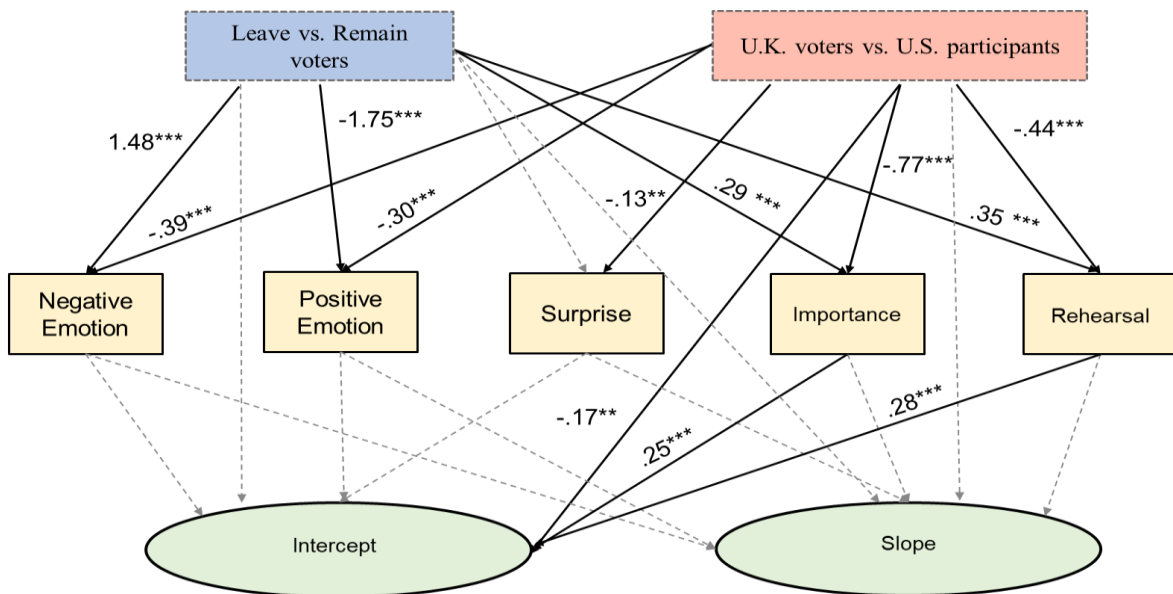 Leave vs. Remain
voters
U.K. voters vs. U.S. participants
1.48***
-1.75***
-.44***
-.39***
-.30***
-.13**
.29 ***
-.77***
.35 ***
Negative
Emotion
Positive
Emotion
Surprise
Importance
Rehearsal
-.17**
.25***
.28***
Intercept
Slope